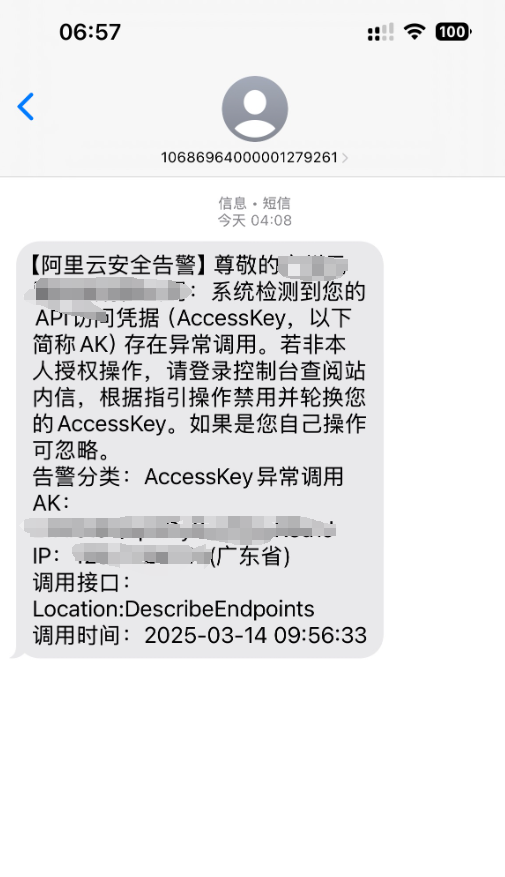 06:57
100
10686964000001279261
信息・短信
今天 04:08
【阿里云安全告警】尊敬的
：系统检测到您的
API访问凭据（AccessKey，以下
简称AK）存在异常调用。若非本
人授权操作，请登录控制台查阅站
内信，根据指引操作禁用并轮换您
的AccessKey。如果是您自己操作
可忽略。
告警分类：AccessKey异常调用
AK：
IP：(广东省)
调用接口：
Location:DescribeEndpoints
调用时间：2025-03-14 09:56:33